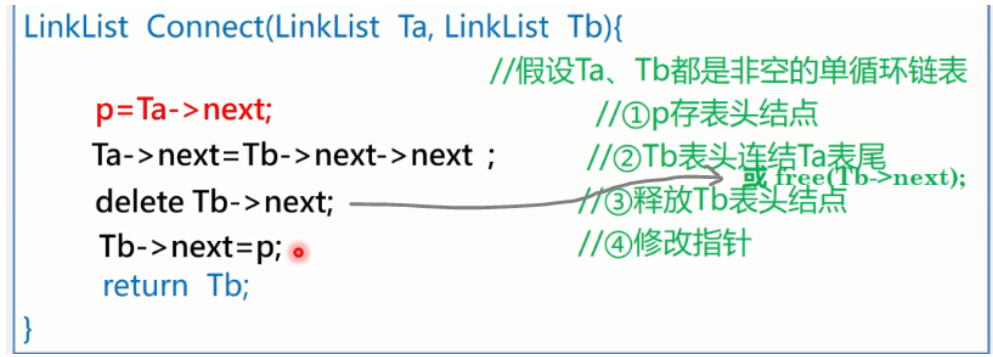 LinkList Connect(LinkList Ta, LinkList Tb){
//假设Ta、Tb都是非空的单循环链表
p=Ta->next; //①p存表头结点
Ta->next=Tb->next->next ; //②Tb表头连结Ta表尾
或 free(Tb->next);
delete Tb->next; //③释放Tb表头结点
Tb->next=p; //④修改指针
return Tb;
}